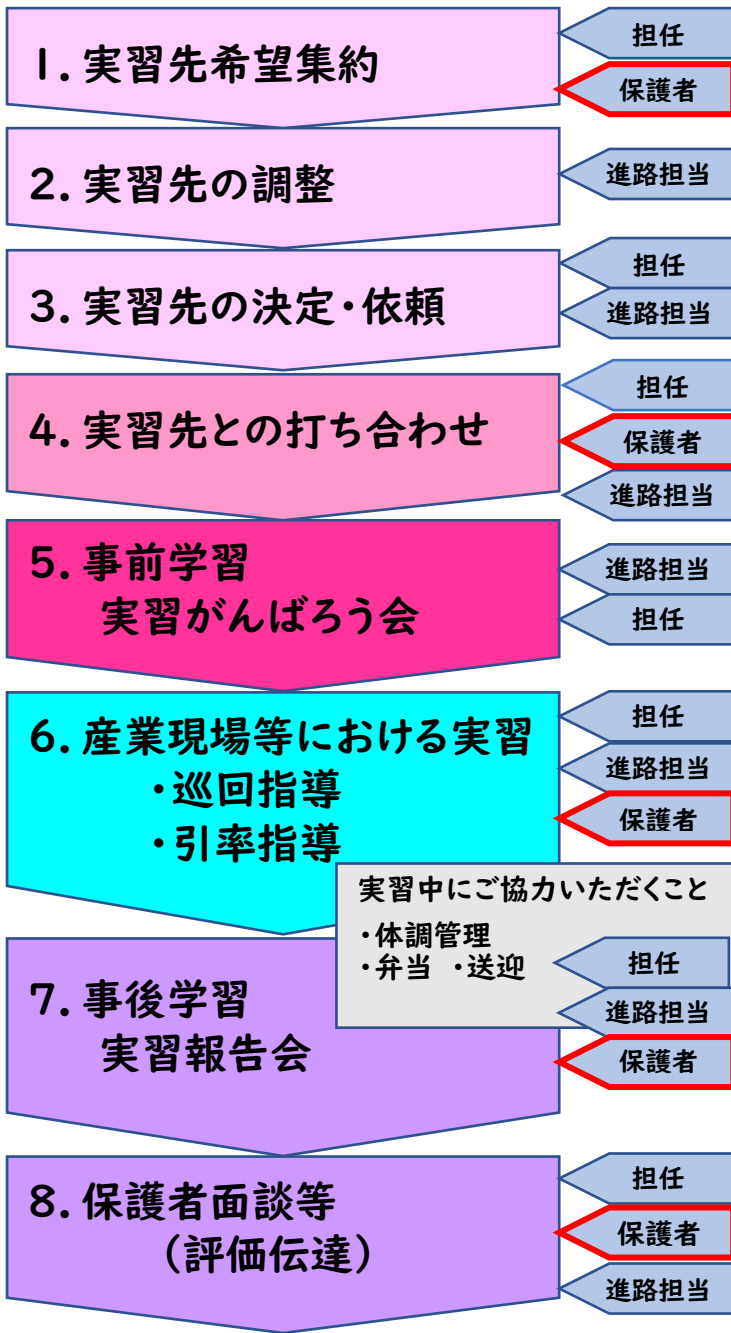 1. 実習先希望集約
担任
保護者
2. 実習先の調整
進路担当
3. 実習先の決定・依頼
担任
進路担当
4. 実習先との打ち合わせ
担任
保護者
進路担当
5. 事前学習
実習がんばろう会
進路担当
担任
6. 産業現場等における実習
・巡回指導
・引率指導
担任
進路担当
保護者
実習中にご協力いただくこと
・体調管理
・弁当 ・送迎
7. 事後学習
実習報告会
担任
進路担当
保護者
8. 保護者面談等
(評価伝達)
担任
保護者
進路担当